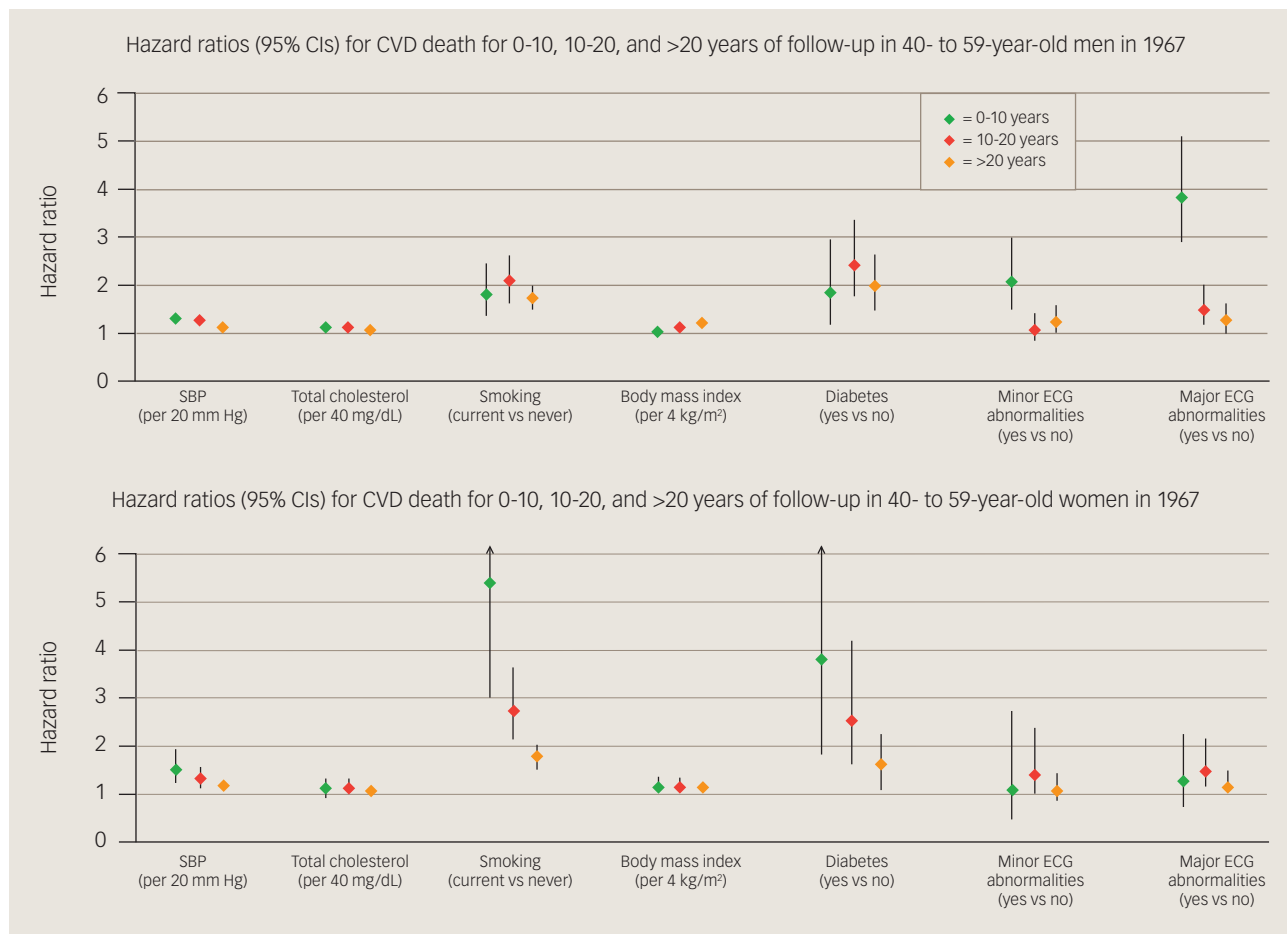 Hazard ratios (95% CIs) for CVD death for 0-10, 10-20, and >20 years of follow-up in 40- to 59-year-old men in 1967
6
5
4
3
2
1
0
Hazard ratio
= 0-10 years
= 10-20 years
= >20 years
SBP
(per 20 mm Hg)
Total cholesterol
(per 40 mg/dL)
Smoking
(current vs never)
Body mass index
(per 4 kg/m²)
Diabetes
(yes vs no)
Minor ECG
abnormalities
(yes vs no)
Major ECG
abnormalities
(yes vs no)
Hazard ratios (95% CIs) for CVD death for 0-10, 10-20, and >20 years of follow-up in 40- to 59-year-old women in 1967
6
5
4
3
2
1
0
Hazard ratio
SBP
(per 20 mm Hg)
Total cholesterol
(per 40 mg/dL)
Smoking
(current vs never)
Body mass index
(per 4 kg/m²)
Diabetes
(yes vs no)
Minor ECG
abnormalities
(yes vs no)
Major ECG
abnormalities
(yes vs no)